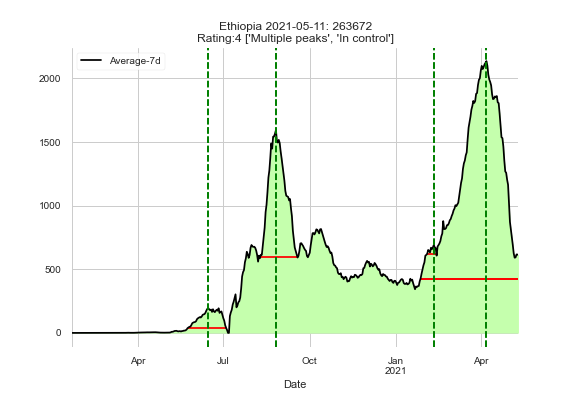 Ethiopia 2021-05-11: 263672
Rating:4 ['Multiple peaks', 'In control']
Average-7d
2000
1500
1000
500
0
Apr
Jul
Oct
Jan
2021
Apr
Date